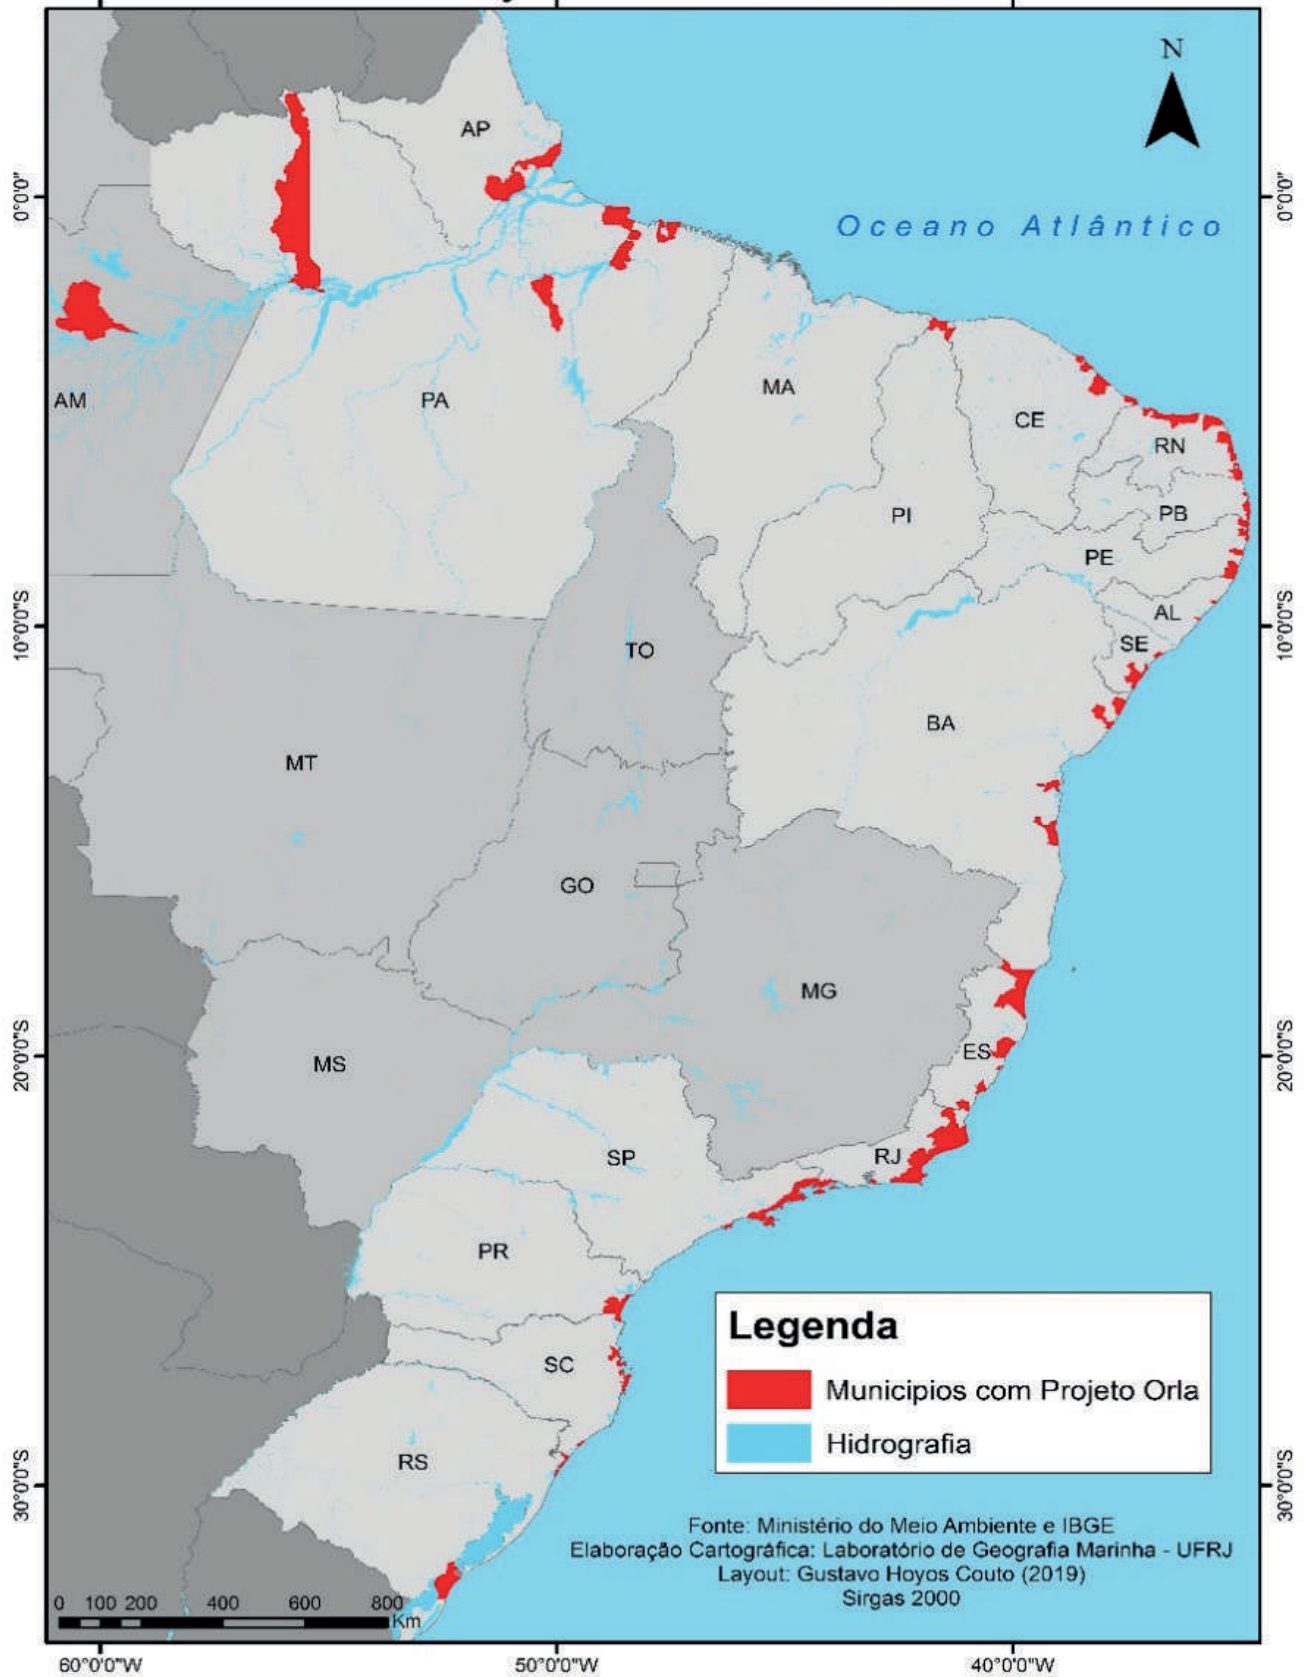 N
0°0'0"
0°0'0"
Oceano Atlântico
AP
AM
PA
MA
CE
RN
PB
PI
PE
AL
SE
10°0'0"S
10°0'0"S
TO
BA
MT
GO
MG
20°0'0"S
20°0'0"S
ES
MS
SP
RJ
PR
SC
RS
30°0'0"S
30°0'0"S
Legenda
Municipios com Projeto Orla
Hidrografia
Fonte: Ministério do Meio Ambiente e IBGE
Elaboração Cartográfica: Laboratório de Geografia Marinha - UFRJ
Layout: Gustavo Hoyos Couto (2019)
Sirgas 2000
0 100 200 400 600 800
Km
60°0'0"W 50°0'0"W 40°0'0"W